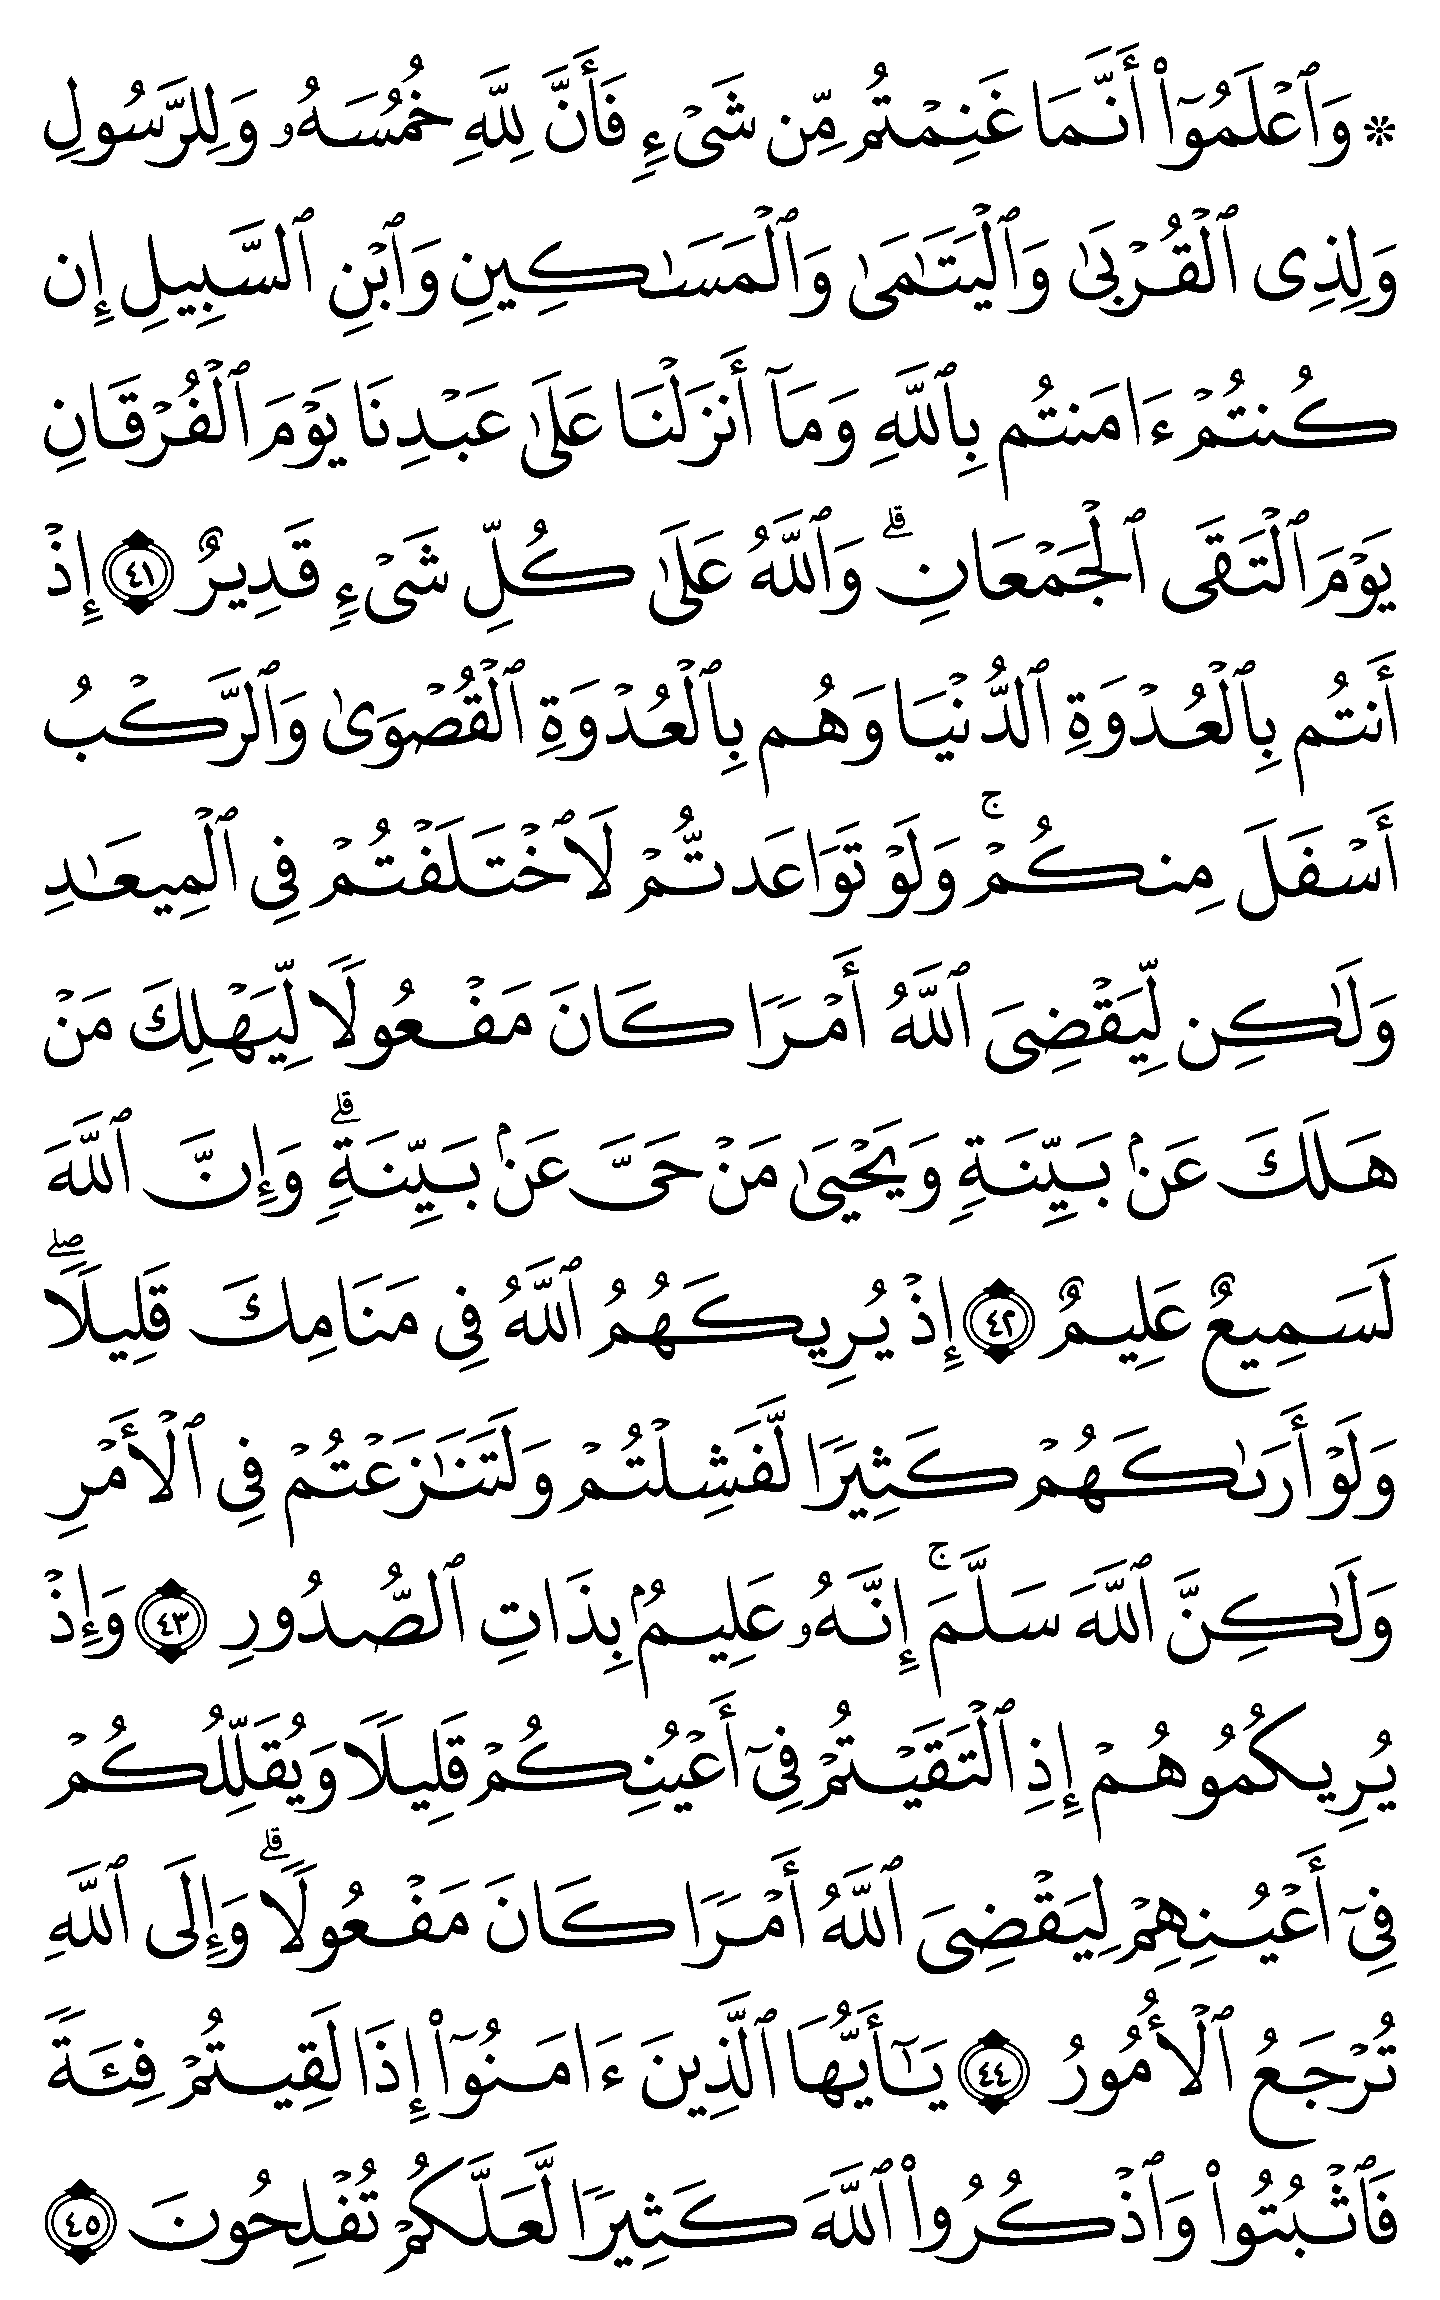 ۞ وَٱعْلَمُوٓا۟ أَنَّمَا غَنِمْتُم مِّن شَىْءٍ فَأَنَّ لِلَّهِ خُمُسَهُۥ وَلِلرَّسُولِ
وَلِذِى ٱلْقُرْبَىٰ وَٱلْيَتَـٰمَىٰ وَٱلْمَسَـٰكِينِ وَٱبْنِ ٱلسَّبِيلِ إِن
كُنتُمْ ءَامَنتُم بِٱللَّهِ وَمَآ أَنزَلْنَا عَلَىٰ عَبْدِنَا يَوْمَ ٱلْفُرْقَانِ
يَوْمَ ٱلْتَقَى ٱلْجَمْعَانِ ۗ وَٱللَّهُ عَلَىٰ كُلِّ شَىْءٍ قَدِيرٌ ٤١ إِذْ
أَنتُم بِٱلْعُدْوَةِ ٱلدُّنْيَا وَهُم بِٱلْعُدْوَةِ ٱلْقُصْوَىٰ وَٱلرَّكْبُ
أَسْفَلَ مِنكُمْ ۚ وَلَوْ تَوَاعَدتُّمْ لَٱخْتَلَفْتُمْ فِى ٱلْمِيعَـٰدِ
وَلَـٰكِن لِّيَقْضِىَ ٱللَّهُ أَمْرًا كَانَ مَفْعُولًا لِّيَهْلِكَ مَنْ
هَلَكَ عَنۢ بَيِّنَةٍ وَيَحْيَىٰ مَنْ حَىَّ عَنۢ بَيِّنَةٍ ۗ وَإِنَّ ٱللَّهَ
لَسَمِيعٌ عَلِيمٌ ٤٢ إِذْ يُرِيكَهُمُ ٱللَّهُ فِى مَنَامِكَ قَلِيلًا ۖ
وَلَوْ أَرَىٰكَهُمْ كَثِيرًا لَّفَشِلْتُمْ وَلَتَنَـٰزَعْتُمْ فِى ٱلْأَمْرِ
وَلَـٰكِنَّ ٱللَّهَ سَلَّمَ ۚ إِنَّهُۥ عَلِيمٌۢ بِذَاتِ ٱلصُّدُورِ ٤٣ وَإِذْ
يُرِيكُمُوهُمْ إِذِ ٱلْتَقَيْتُمْ فِىٓ أَعْيُنِكُمْ قَلِيلًا وَيُقَلِّلُكُمْ
فِىٓ أَعْيُنِهِمْ لِيَقْضِىَ ٱللَّهُ أَمْرًا كَانَ مَفْعُولًا ۗ وَإِلَى ٱللَّهِ
تُرْجَعُ ٱلْأُمُورُ ٤٤ يَـٰٓأَيُّهَا ٱلَّذِينَ ءَامَنُوٓا۟ إِذَا لَقِيتُمْ فِئَةً
فَٱثْبُتُوا۟ وَٱذْكُرُوا۟ ٱللَّهَ كَثِيرًا لَّعَلَّكُمْ تُفْلِحُونَ ٤٥